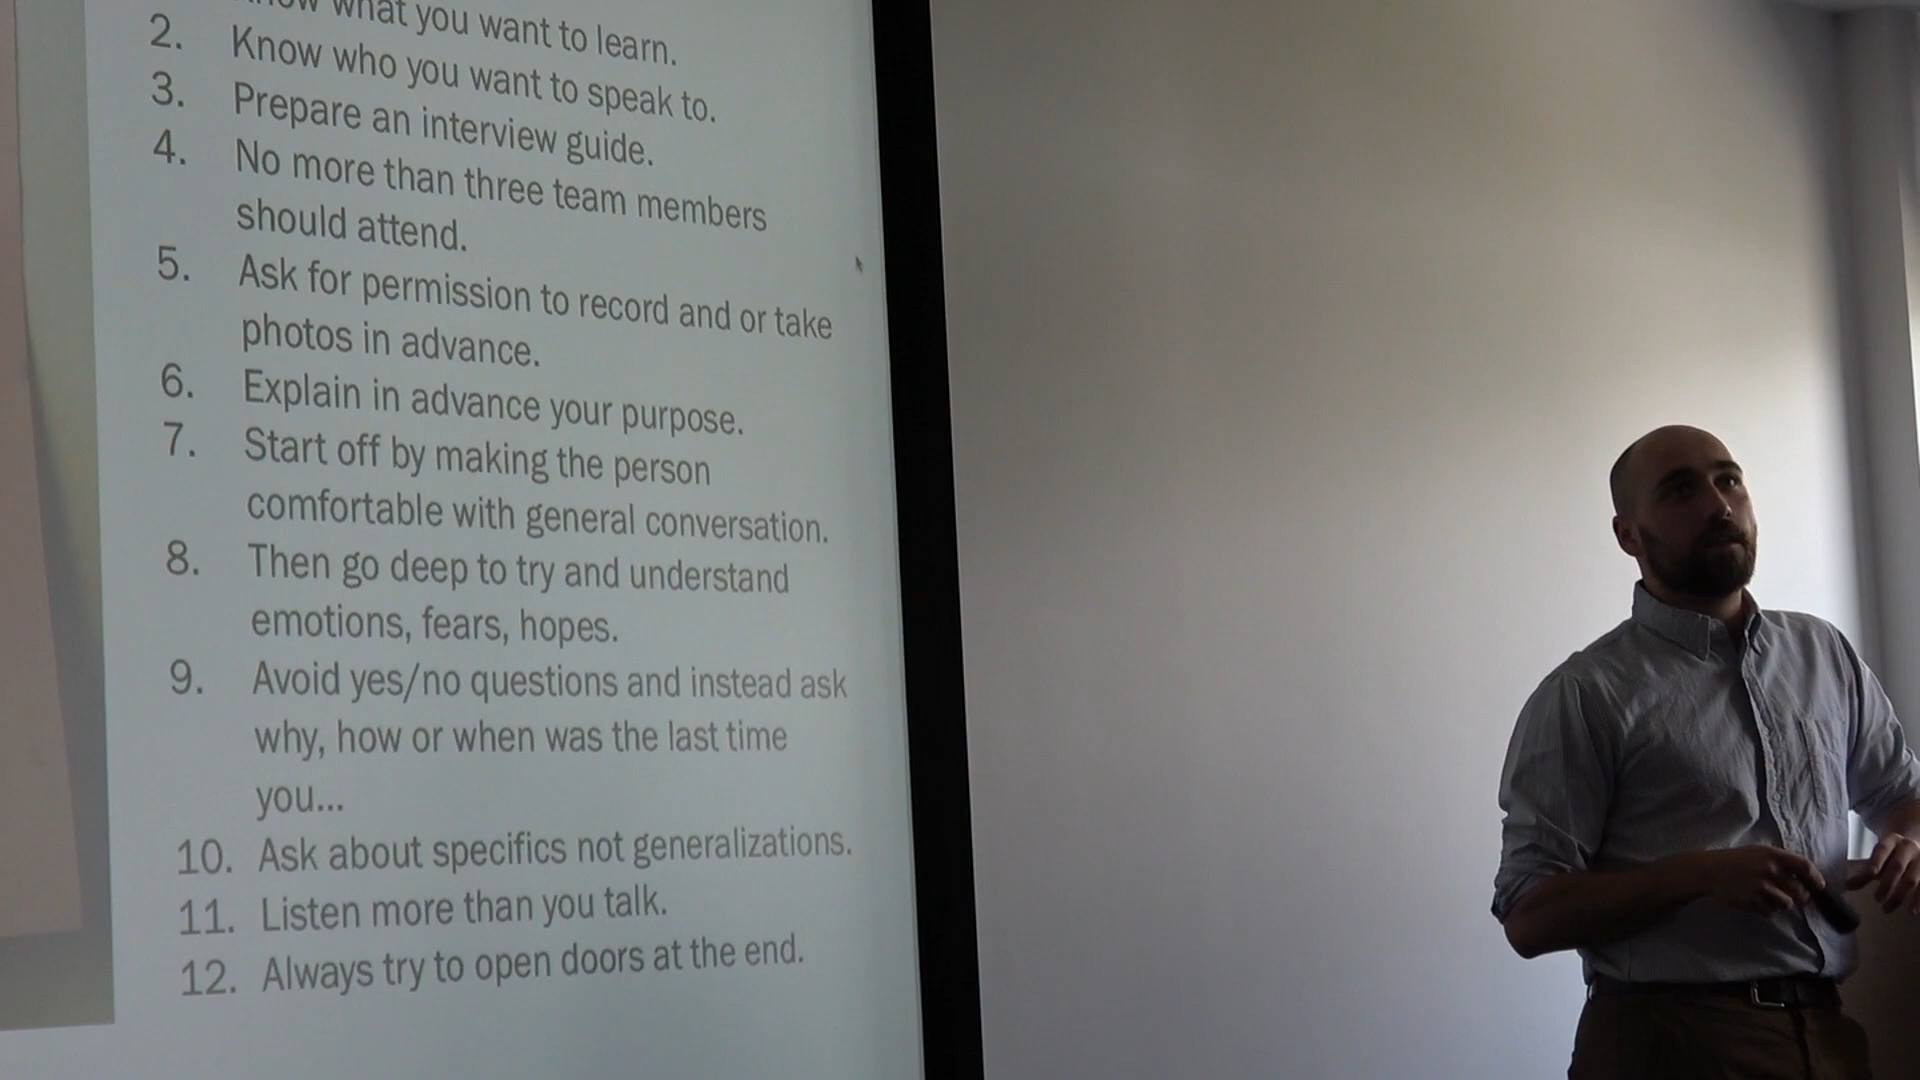 what you want to learn.
2. Know who you want to speak to.
3. Prepare an interview guide.
4. No more than three team members
should attend.
5. Ask for permission to record and or take
photos in advance.
6. Explain in advance your purpose.
7. Start off by making the person
comfortable with general conversation.
8. Then go deep to try and understand
emotions, fears, hopes.
9. Avoid yes/no questions and instead ask
why, how or when was the last time
you...
10. Ask about specifics not generalizations.
11. Listen more than you talk.
12. Always try to open doors at the end.